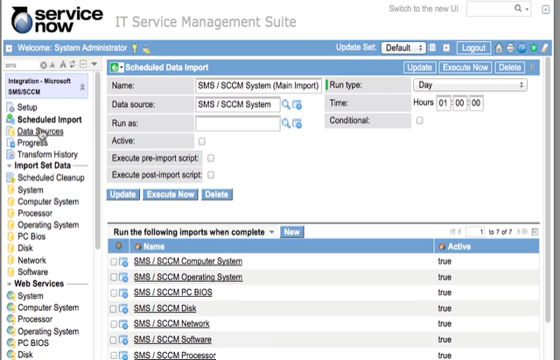 service now
IT Service Management Suite
Switch to the new UI
Welcome: System Administrator
Update Set: Default
Logout
sms
Integration - Microsoft SMS/SCCM
Setup
Scheduled Import
Data Sources
Progress
Transform History
Import Set Data
Scheduled Cleanup
System
Computer System
Processor
Operating System
PC Bios
Disk
Network
Software
Web Services
System
Computer System
Processor
Operating System
PC BIOS
Disk
Scheduled Data Import
Update
Execute Now
Delete
Name: SMS / SCCM System (Main Import)
Run type: Day
Data source: SMS / SCCM System
Time: Hours 01 : 00 : 00
Run as:
Conditional:
Active:
Execute pre-import script:
Execute post-import script:
Update
Execute Now
Delete
Run the following imports when complete
New
1 to 7 of 7
Name
Active
SMS / SCCM Computer System true
SMS / SCCM Operating System true
SMS / SCCM PC BIOS true
SMS / SCCM Disk true
SMS / SCCM Network true
SMS / SCCM Software true
SMS / SCCM Processor true